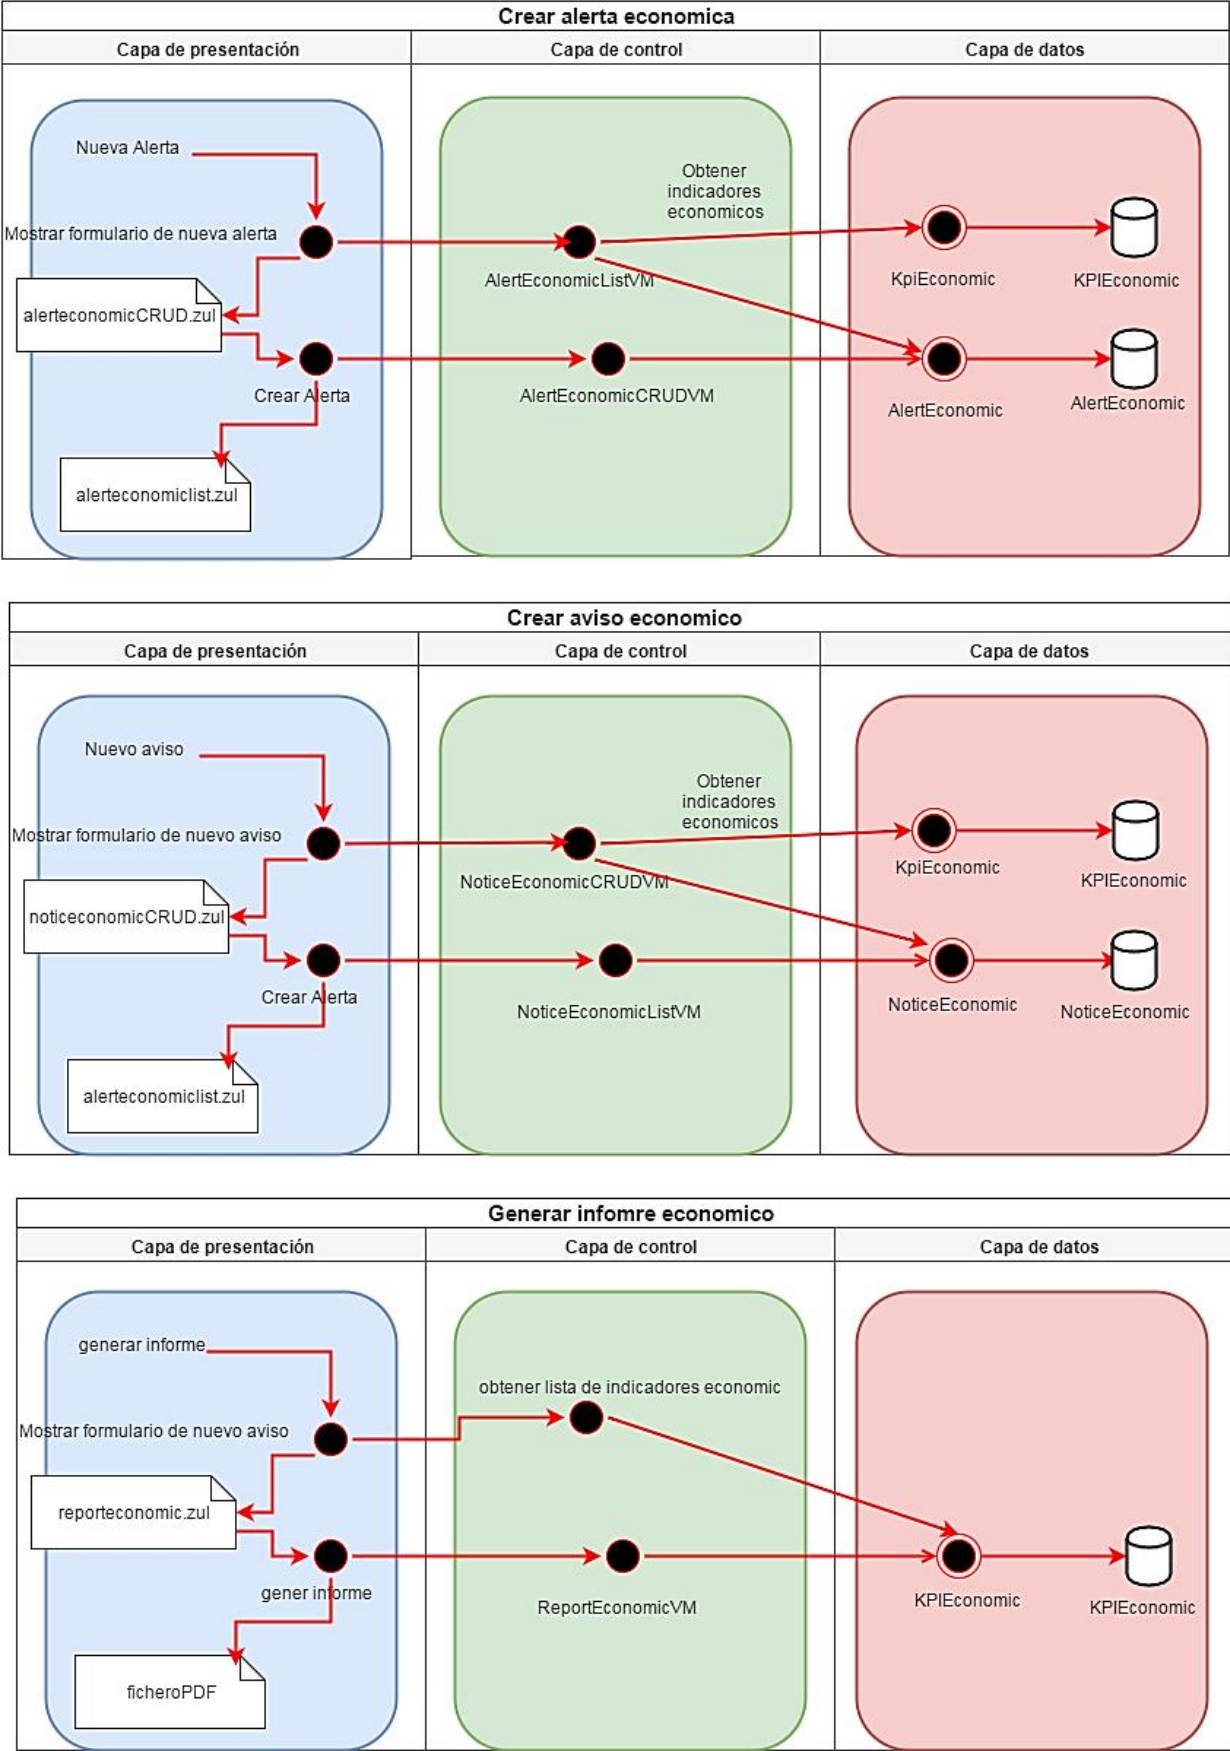 Crear alerta economica
Capa de presentación
Capa de control
Capa de datos
Nueva Alerta
Obtener
indicadores
economicos
Mostrar formulario de nueva alerta
AlertEconomicListVM
KpiEconomic
KPIEconomic
alerteconomicCRUD.zul
Crear Alerta
AlertEconomicCRUDVM
AlertEconomic
AlertEconomic
alerteconomiclist.zul
Crear aviso economico
Capa de presentación
Capa de control
Capa de datos
Nuevo aviso
Obtener
indicadores
economicos
Mostrar formulario de nuevo aviso
NoticeEconomicCRUDVM
KpiEconomic
KPIEconomic
noticeconomicCRUD.zul
Crear Alerta
NoticeEconomicListVM
NoticeEconomic
NoticeEconomic
alerteconomiclist.zul
Generar infomre economico
Capa de presentación
Capa de control
Capa de datos
generar informe
obtener lista de indicadores economic
Mostrar formulario de nuevo aviso
reporteconomic.zul
gener informe
ReportEconomicVM
KPIEconomic
KPIEconomic
ficheroPDF